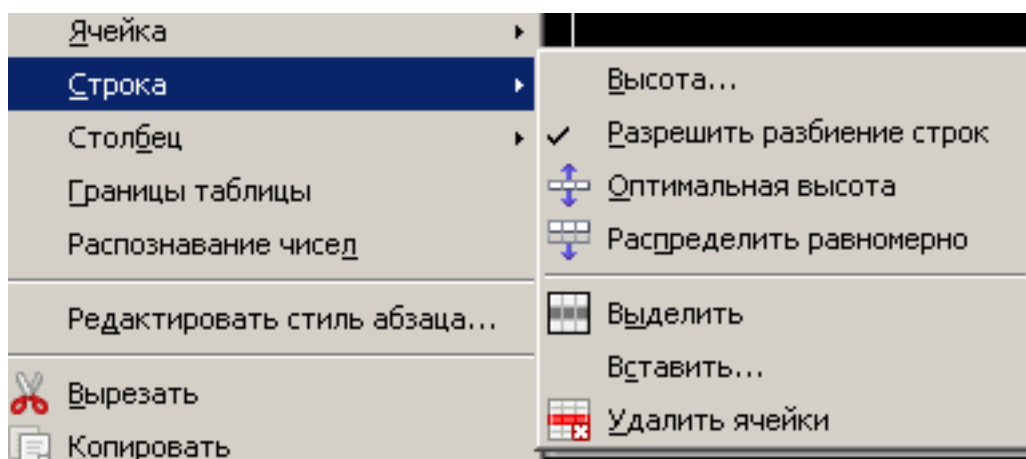 Ячейка
Строка
Столбец
Границы таблицы
Распознавание чисел
Редактировать стиль абзаца...
Вырезать
Копировать
Высота...
Разрешить разбиение строк
Оптимальная высота
Распределить равномерно
Выделить
Вставить...
Удалить ячейки